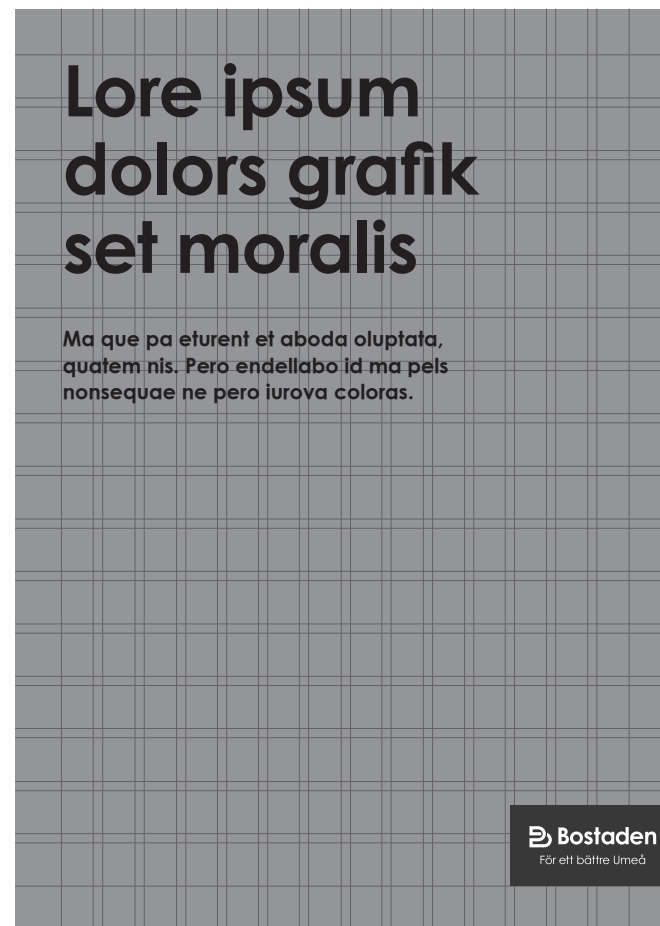 Lore ipsum
dolors grafik
set moralis
Ma que pa eturent et aboda oluptata,
quatem nis. Pero endellabo id ma pels
nonsequae ne pero iurova coloras.
Bostaden
För ett bättre Umeå